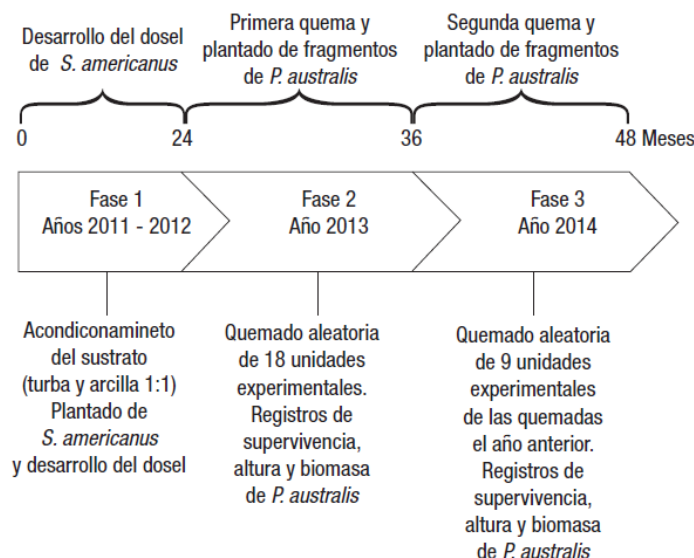 Desarrollo del dosel
de S. americanus
Primera quema y
plantado de fragmentos
de P. australis
Segunda quema y
plantado de fragmentos
de P. australis
0
24
36
48 Meses
Fase 1
Años 2011 - 2012
Fase 2
Año 2013
Fase 3
Año 2014
Acondiconamineto
del sustrato
(turba y arcilla 1:1)
Plantado de
S. americanus
y desarrollo del dosel
Quemado aleatoria
de 18 unidades
experimentales.
Registros de
supervivencia,
altura y biomasa
de P. australis
Quemado aleatoria
de 9 unidades
experimentales
de las quemadas
el año anterior.
Registros de
supervivencia,
altura y biomasa
de P. australis